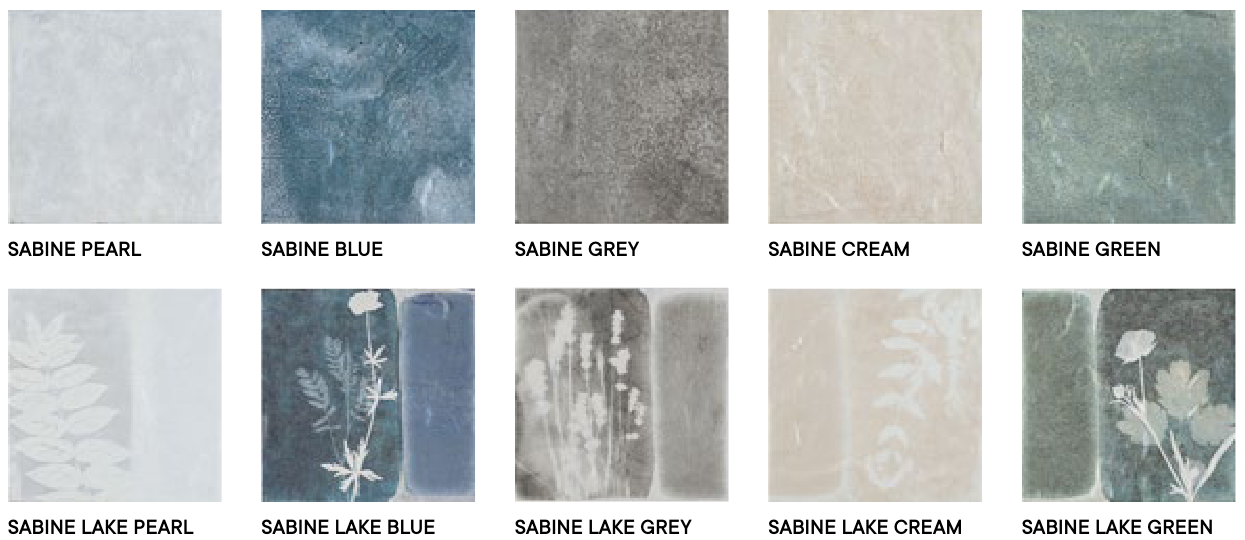 SABINE PEARL
SABINE BLUE
SABINE GREY
SABINE CREAM
SABINE GREEN
SABINE LAKE PEARL
SABINE LAKE BLUE
SABINE LAKE GREY
SABINE LAKE CREAM
SABINE LAKE GREEN